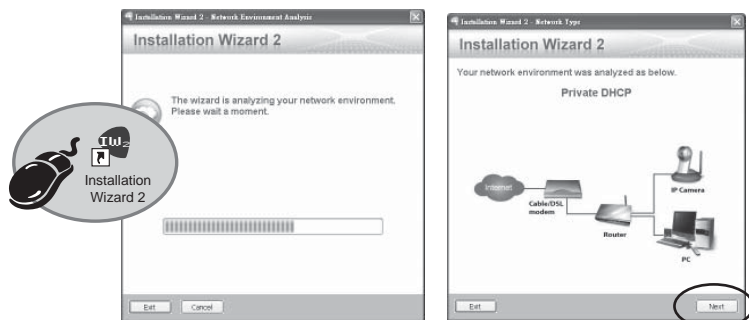 Installation Wizard 2 - Network Environment Analysis
Installation Wizard 2
The wizard is analyzing your network environment.
Please wait a moment.
IW2
Installation
Wizard 2
Exit
Cancel
Installation Wizard 2 - Network Type
Installation Wizard 2
Your network environment was analyzed as below.
Private DHCP
Internet
Cable/DSL
modem
Router
IP Camera
PC
Exit
Next